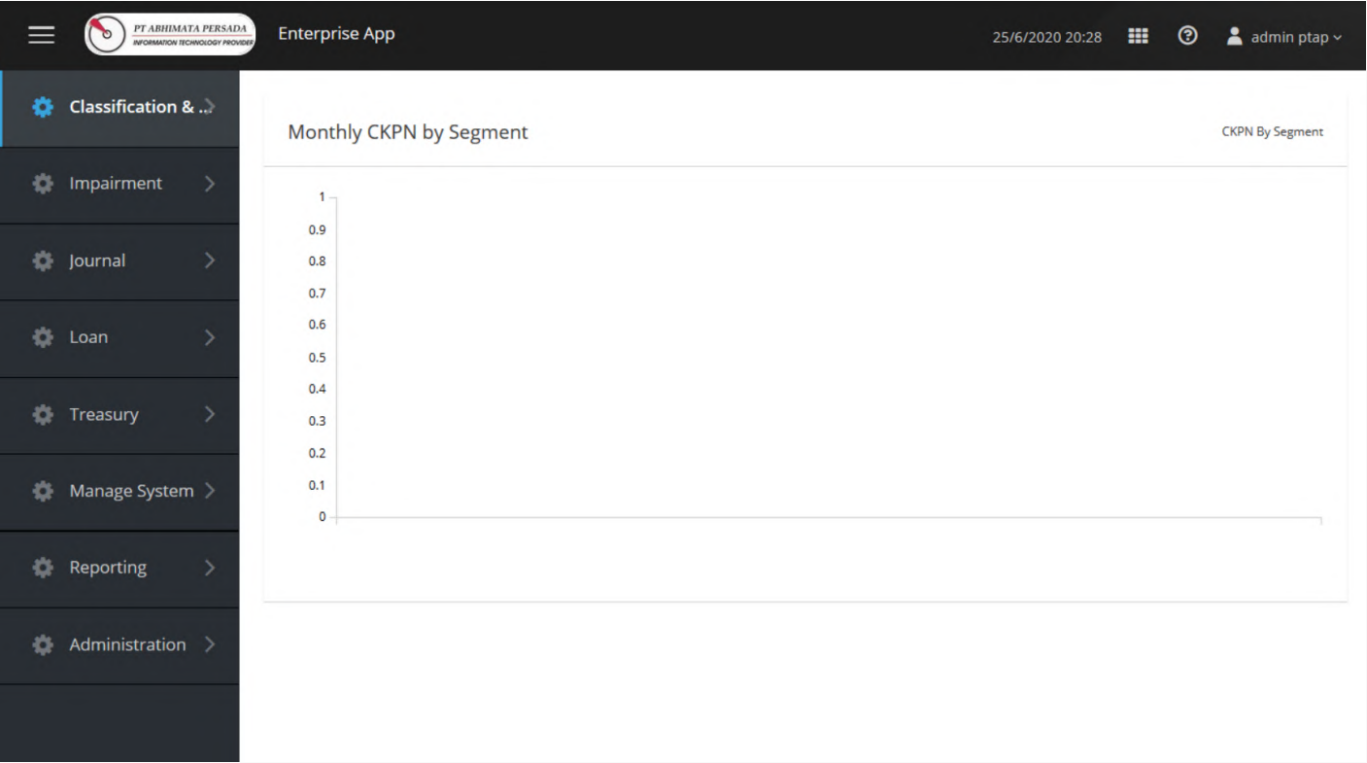 PT ABHIMATA PERSADA
INFORMATION TECHNOLOGY PROVIDER
Enterprise App
25/6/2020 20:28
admin ptap
Classification & ..
Impairment
Journal
Loan
Treasury
Manage System
Reporting
Administration
Monthly CKPN by Segment
CKPN By Segment
1
0.9
0.8
0.7
0.6
0.5
0.4
0.3
0.2
0.1
0